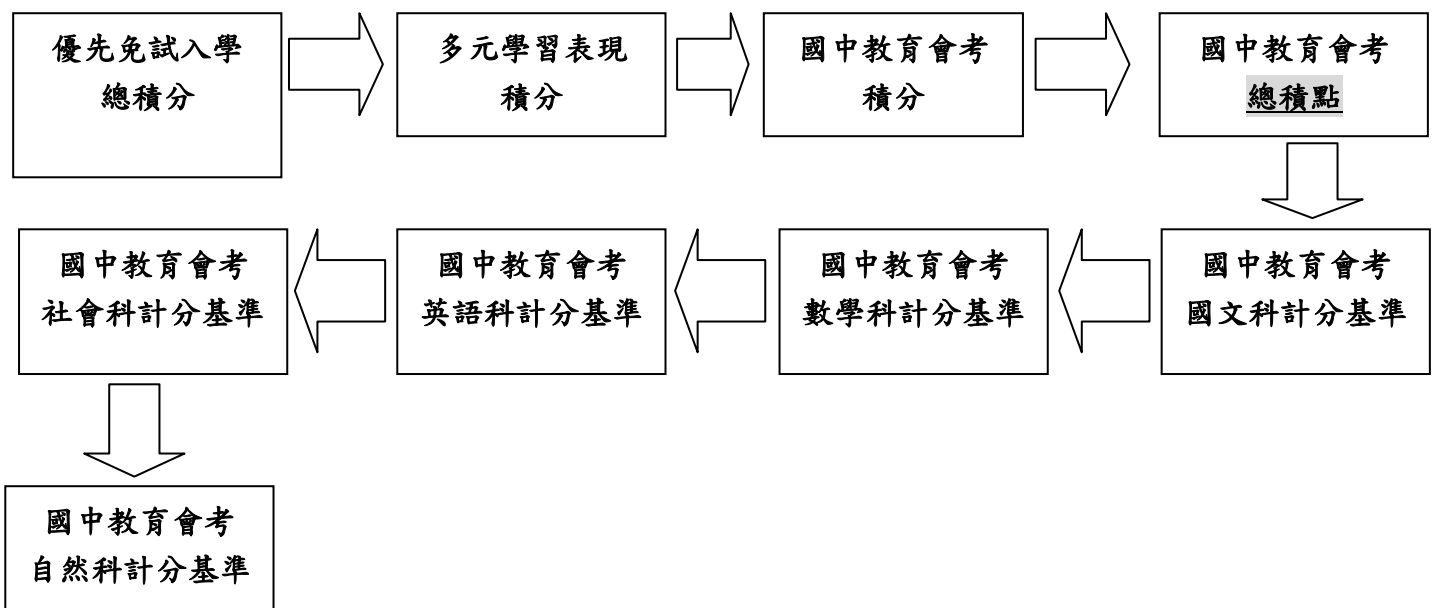 優先免試入學
總積分
多元學習表現
積分
國中教育會考
積分
國中教育會考
總積點
國中教育會考
國文科計分基準
國中教育會考
數學科計分基準
國中教育會考
英語科計分基準
國中教育會考
社會科計分基準
國中教育會考
自然科計分基準